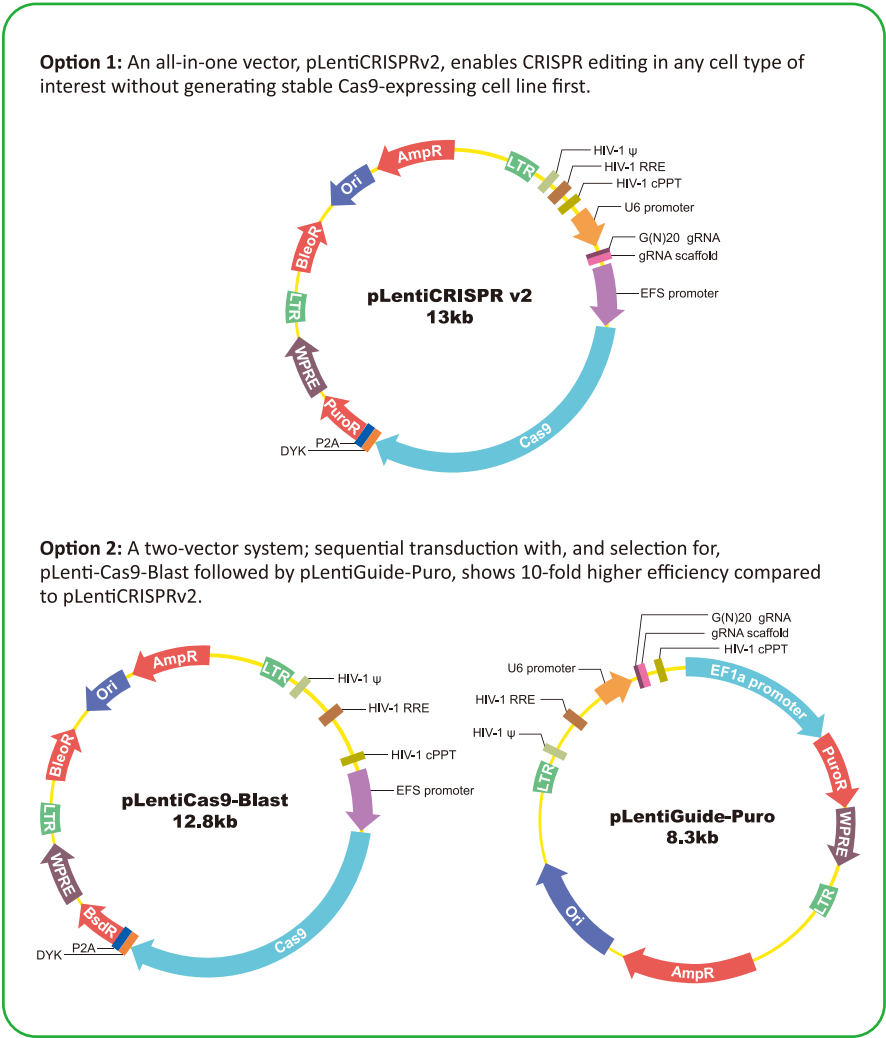 Option 1: An all-in-one vector, pLentiCRISPRv2, enables CRISPR editing in any cell type of
interest without generating stable Cas9-expressing cell line first.
AmpR
LTR
HIV-1 ψ
HIV-1 RRE
HIV-1 cPPT
U6 promoter
G(N)20 gRNA
gRNA scaffold
EFS promoter
Ori
BleoR
LTR
WPRE
PuroR
P2A
DYK
Cas9
pLentiCRISPR v2
13kb
Option 2: A two-vector system; sequential transduction with, and selection for,
pLenti-Cas9-Blast followed by pLentiGuide-Puro, shows 10-fold higher efficiency compared
to pLentiCRISPRv2.
AmpR
LTR
HIV-1 ψ
HIV-1 RRE
HIV-1 cPPT
EFS promoter
Ori
BleoR
LTR
WPRE
BsdR
P2A
DYK
Cas9
pLentiCas9-Blast
12.8kb
G(N)20 gRNA
gRNA scaffold
HIV-1 cPPT
U6 promoter
HIV-1 RRE
HIV-1 ψ
LTR
EF1a promoter
PuroR
WPRE
LTR
AmpR
Ori
pLentiGuide-Puro
8.3kb